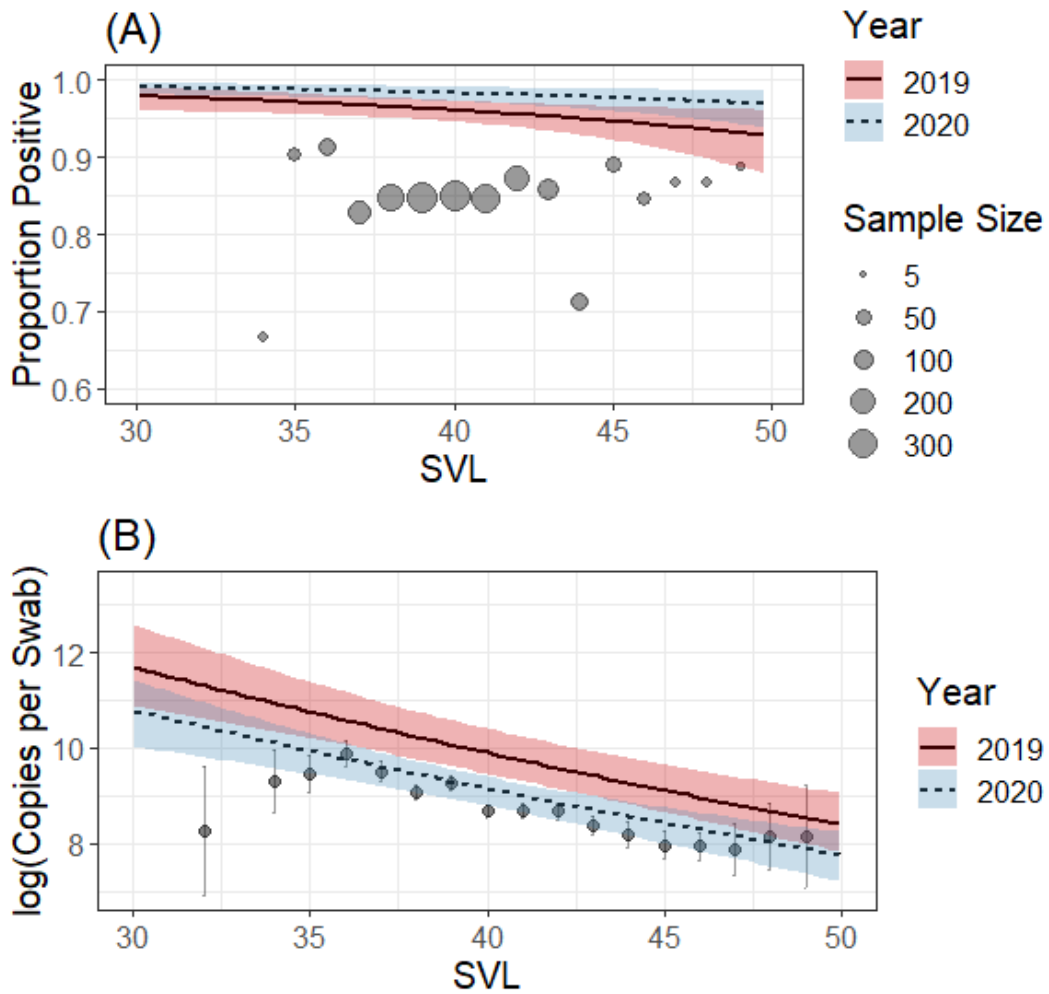 (A)
Proportion Positive
1.0
0.9
0.8
0.7
0.6
30 35 40 45 50
SVL
Year
2019
2020
Sample Size
5
50
100
200
300
(B)
log(Copies per Swab)
12
10
8
30 35 40 45 50
SVL
Year
2019
2020